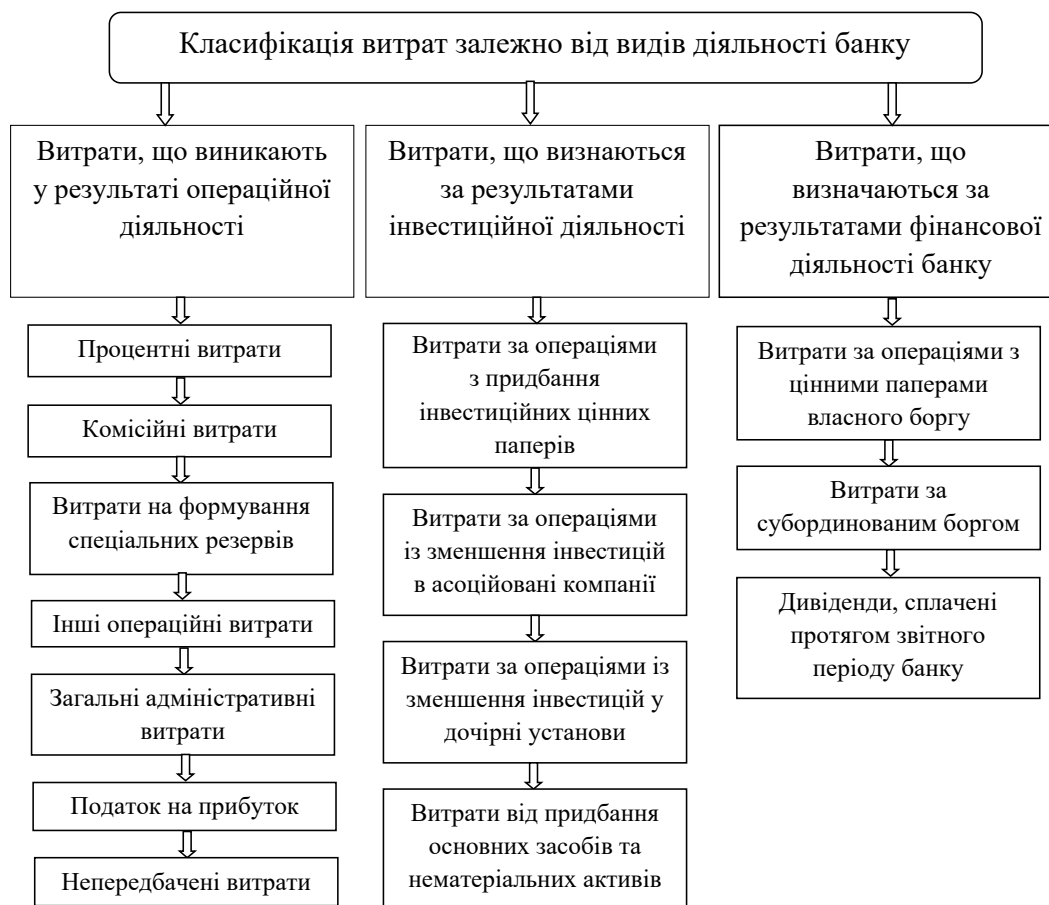 Класифікація витрат залежно від видів діяльності банку
Витрати, що виникають
у результаті операційної
діяльності
Процентні витрати
Комісійні витрати
Витрати на формування
спеціальних резервів
Інші операційні витрати
Загальні адміністративні
витрати
Податок на прибуток
Непередбачені витрати
Витрати, що визнаються
за результатами
інвестиційної діяльності
Витрати за операціями
з придбання
інвестиційних цінних
паперів
Витрати за операціями
із зменшення інвестицій
в асоційовані компанії
Витрати за операціями із
зменшення інвестицій у
дочірні установи
Витрати від придбання
основних засобів та
нематеріальних активів
Витрати, що
визначаються за
результатами фінансової
діяльності банку
Витрати за операціями з
цінними паперами
власного боргу
Витрати за
субординованим боргом
Дивіденди, сплачені
протягом звітного
періоду банку